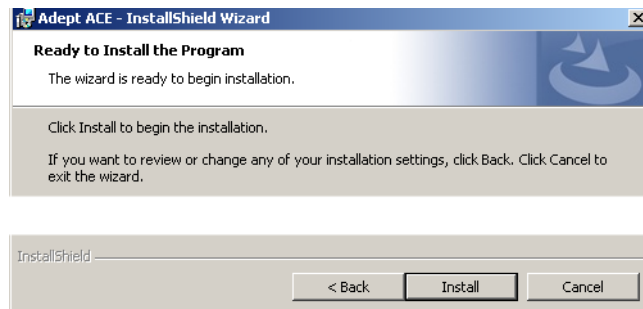 Adept ACE - InstallShield Wizard
Ready to Install the Program
The wizard is ready to begin installation.
Click Install to begin the installation.
If you want to review or change any of your installation settings, click Back. Click Cancel to
exit the wizard.
InstallShield
< Back Install Cancel